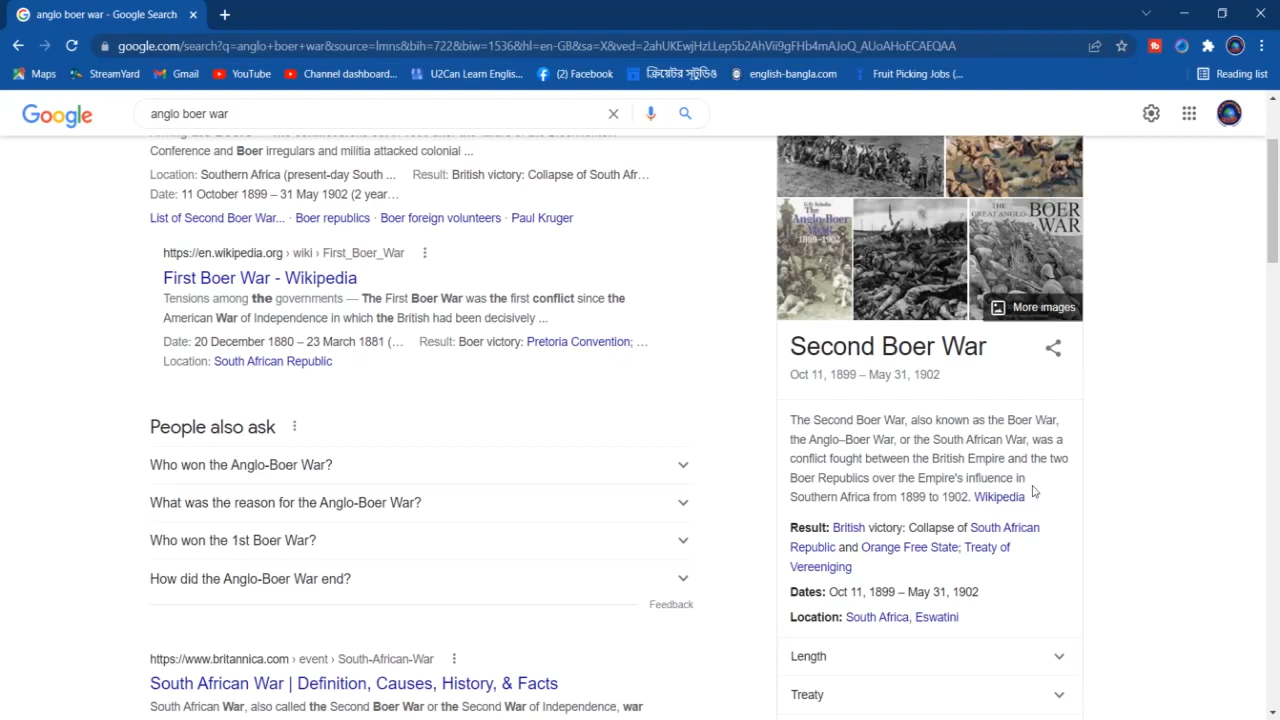 anglo boer war - Google Search
google.com/search?q=anglo+boer+war&source=lmns&bih=722&biw=1536&hl=en-GB&sa=X&ved=2ahUKEwjHzLLep5b2AhVii9gFHb4mAJoQ_AUoAHoECAEQAA
Maps
StreamYard
Gmail
YouTube
Channel dashboard...
U2Can Learn Englis...
(2) Facebook
ক্রিয়েটর স্টুডিও
english-bangla.com
Fruit Picking Jobs (...
Reading list
Google
anglo boer war
Conference and Boer irregulars and militia attacked colonial ...
Location: Southern Africa (present-day South ... Result: British victory: Collapse of South Afr...
Date: 11 October 1899 – 31 May 1902 (2 year...
List of Second Boer War... · Boer republics · Boer foreign volunteers · Paul Kruger
https://en.wikipedia.org › wiki › First_Boer_War
First Boer War - Wikipedia
Tensions among the governments — The First Boer War was the first conflict since the
American War of Independence in which the British had been decisively ...
Date: 20 December 1880 – 23 March 1881 (... Result: Boer victory: Pretoria Convention; ...
Location: South African Republic
People also ask
Who won the Anglo-Boer War?
What was the reason for the Anglo-Boer War?
Who won the 1st Boer War?
How did the Anglo-Boer War end?
Feedback
https://www.britannica.com › event › South-African-War
South African War | Definition, Causes, History, & Facts
South African War, also called the Second Boer War or the Second War of Independence, war
The
Anglo-Boer
War
1899-1902
THE
GREAT ANGLO-BOER
WAR
More images
Second Boer War
Oct 11, 1899 – May 31, 1902
The Second Boer War, also known as the Boer War,
the Anglo–Boer War, or the South African War, was a
conflict fought between the British Empire and the two
Boer Republics over the Empire's influence in
Southern Africa from 1899 to 1902. Wikipedia
Result: British victory: Collapse of South African
Republic and Orange Free State; Treaty of
Vereeniging
Dates: Oct 11, 1899 – May 31, 1902
Location: South Africa, Eswatini
Length
Treaty